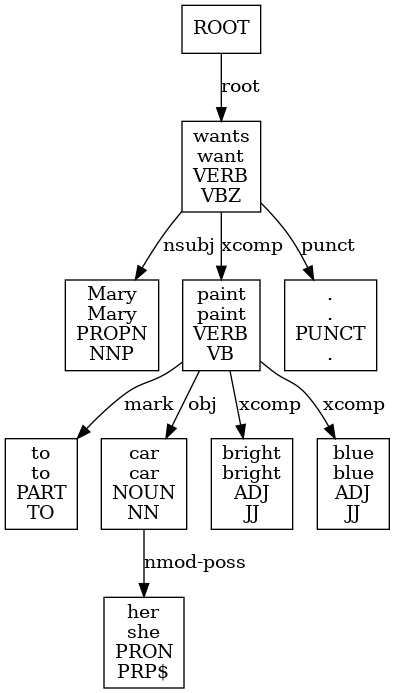 ROOT
root
wants
want
VERB
VBZ
nsubj
xcomp
punct
Mary
Mary
PROPN
NNP
paint
paint
VERB
VB
.
.
PUNCT
.
mark
obj
xcomp
xcomp
to
to
PART
TO
car
car
NOUN
NN
bright
bright
ADJ
JJ
blue
blue
ADJ
JJ
nmod-poss
her
she
PRON
PRP$